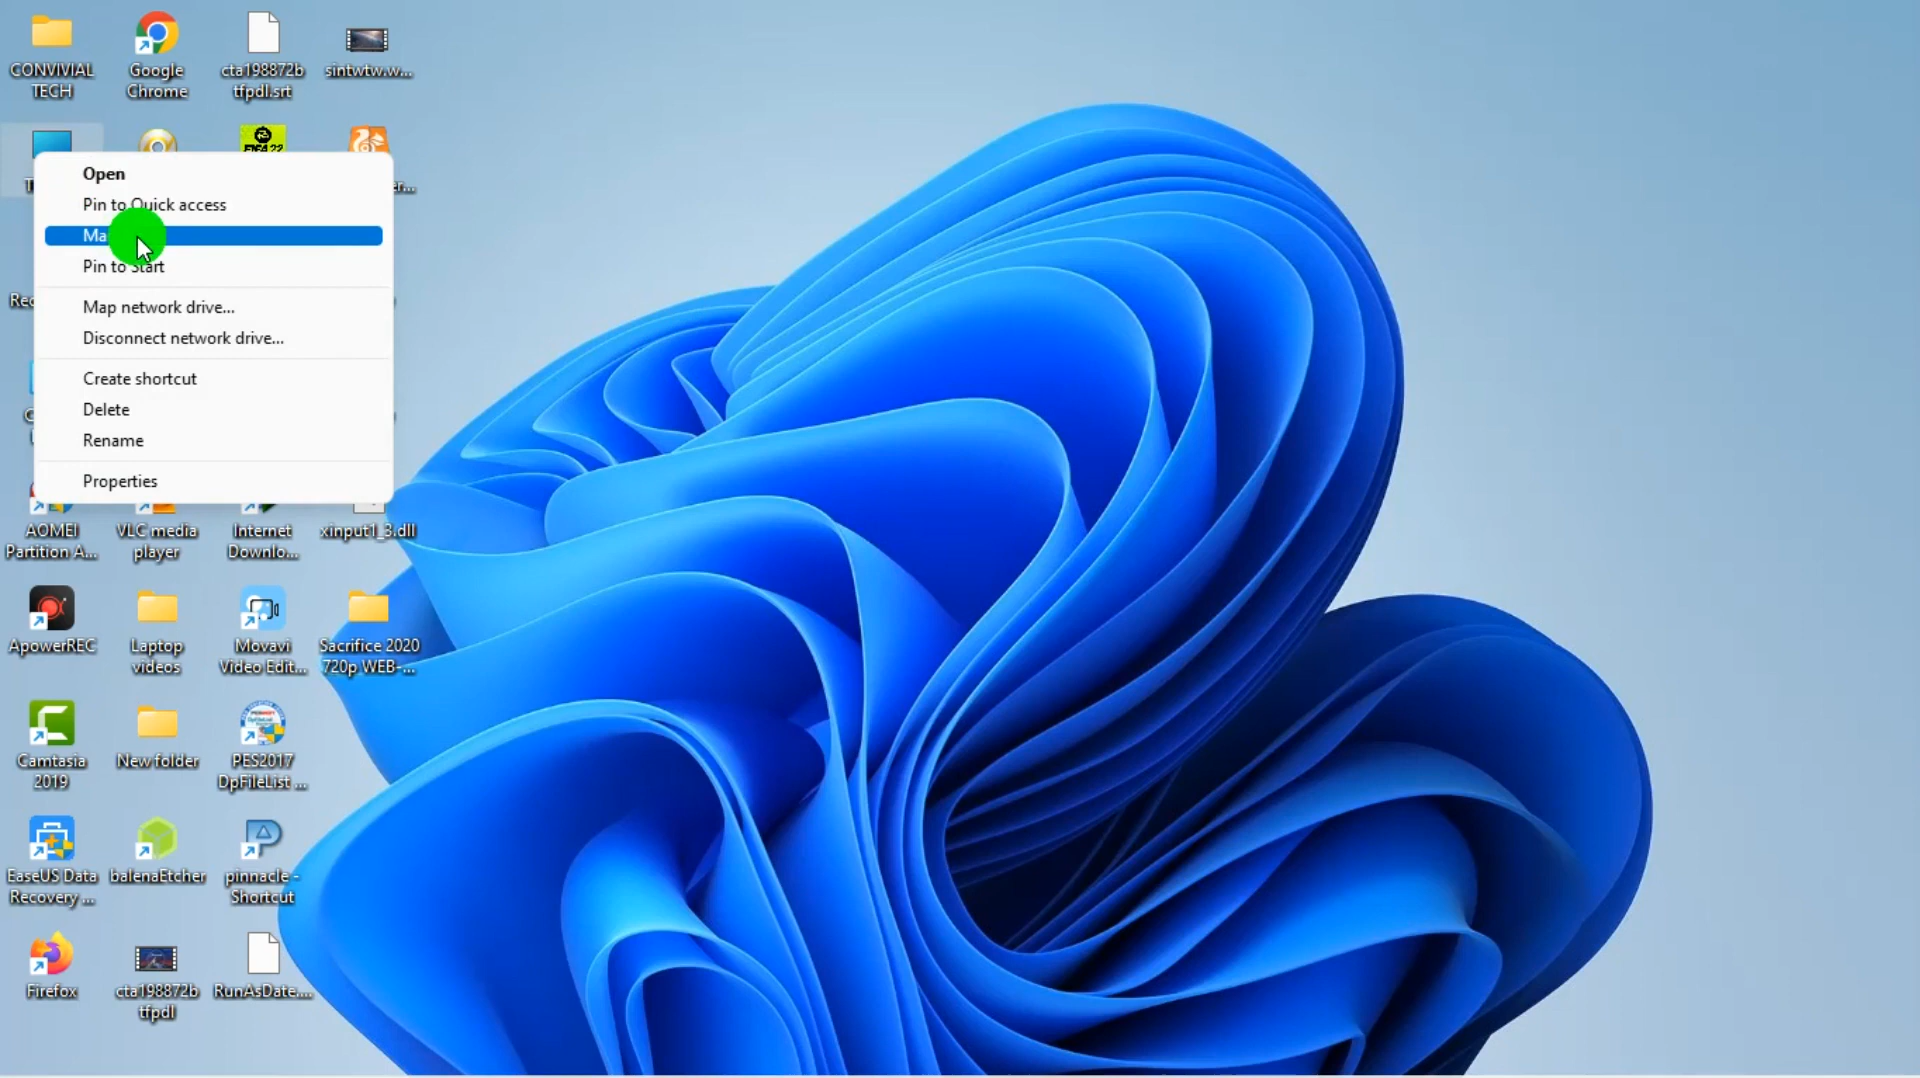 CONVIVIAL
TECH
Google
Chrome
cta198872b
tfpdl.srt
sintwtw.w...
FIFA 22
Open
Pin to Quick access
Ma
Pin to Start
Map network drive...
Disconnect network drive...
Create shortcut
Delete
Rename
Properties
AOMEI
Partition A...
VLC media
player
Internet
Downlo...
xinput1_3.dll
ApowerREC
Laptop
videos
Movavi
Video Edit...
Sacrifice 2020
720p WEB-...
Camtasia
2019
New folder
PES2017
DpFileList ...
EaseUS Data
Recovery ...
balenaEtcher
pinnacle -
Shortcut
Firefox
cta198872b
tfpdl
RunAsDate....